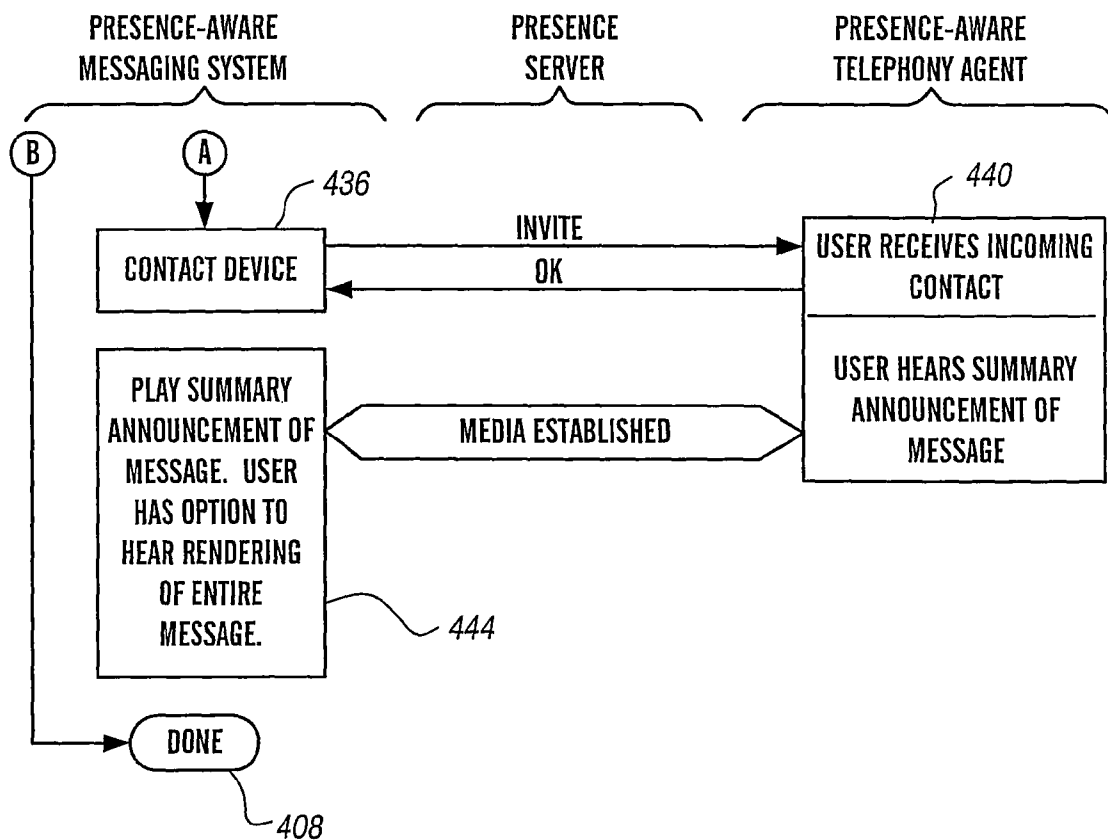 PRESENCE-AWARE
MESSAGING SYSTEM
PRESENCE
SERVER
PRESENCE-AWARE
TELEPHONY AGENT
B
A
436
440
CONTACT DEVICE
INVITE
OK
USER RECEIVES INCOMING
CONTACT
USER HEARS SUMMARY
ANNOUNCEMENT OF
MESSAGE
PLAY SUMMARY
ANNOUNCEMENT OF
MESSAGE. USER
HAS OPTION TO
HEAR RENDERING
OF ENTIRE
MESSAGE.
MEDIA ESTABLISHED
444
DONE
408